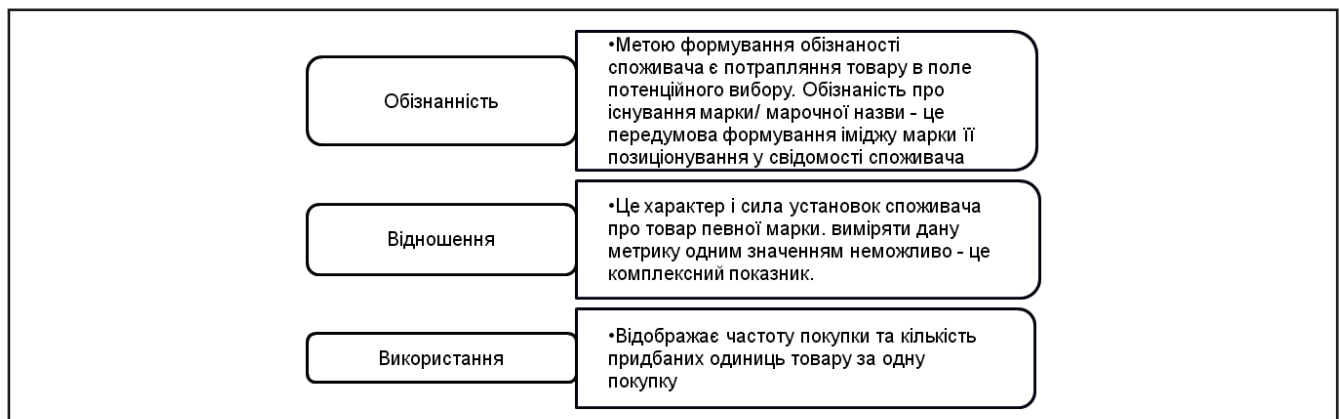 Обізнанність
•Метою формування обізнаності
споживача є потрапляння товару в поле
потенційного вибору. Обізнаність про
існування марки/ марочної назви - це
передумова формування іміджу марки її
позиціонування у свідомості споживача
Відношення
•Це характер і сила установок споживача
про товар певної марки. виміряти дану
метрику одним значенням неможливо - це
комплексний показник.
Використання
•Відображає частоту покупки та кількість
придбаних одиниць товару за одну
покупку